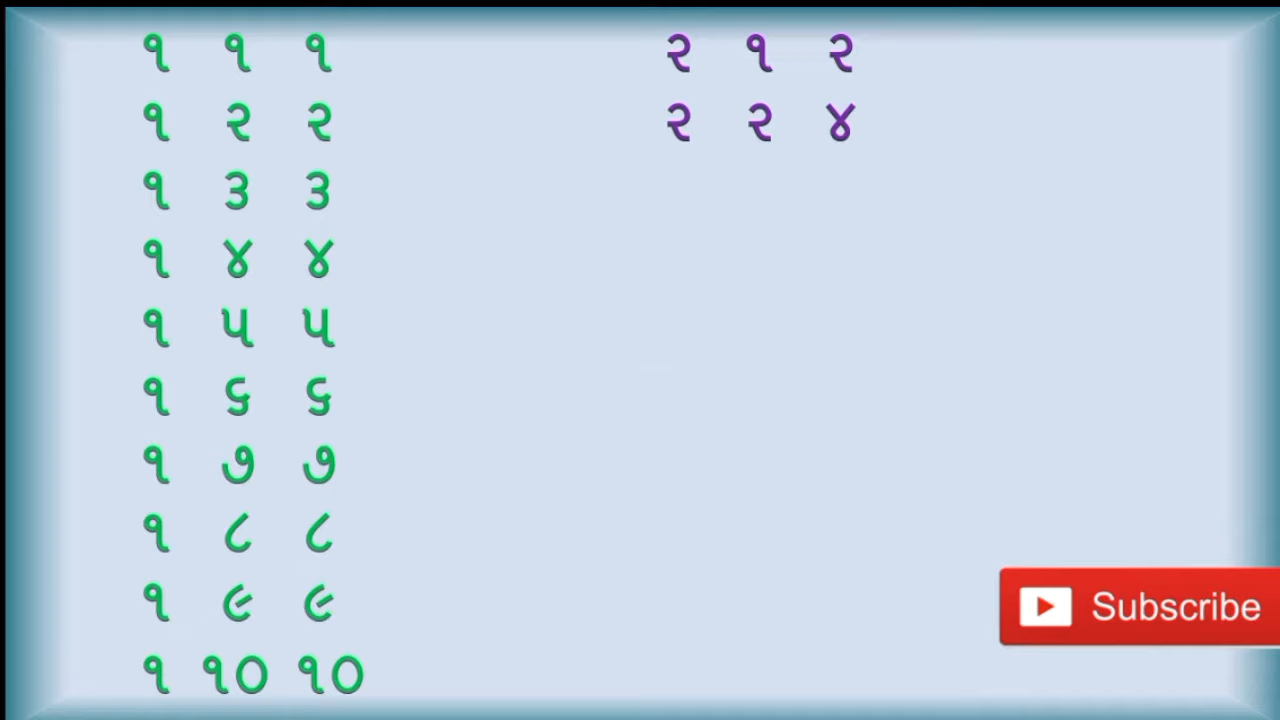 ૧ ૧ ૧
૧ ૨ ૨
૧ ૩ ૩
૧ ૪ ૪
૧ ૫ ૫
૧ ૬ ૬
૧ ૭ ૭
૧ ૮ ૮
૧ ૯ ૯
૧ ૧૦ ૧૦
૨ ૧ ૨
૨ ૨ ૪
Subscribe